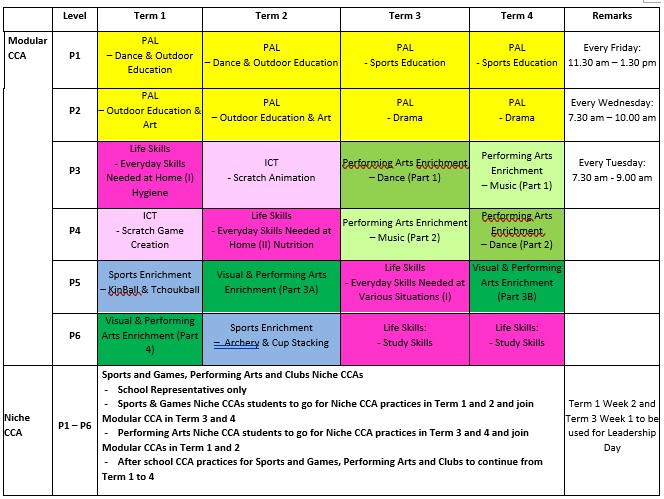 Level Term 1 Term 2 Term 3 Term 4 Remarks
Modular
CCA
P1
PAL
– Dance & Outdoor
Education
PAL
– Dance & Outdoor Education
PAL
- Sports Education
PAL
- Sports Education
Every Friday:
11.30 am – 1.30 pm
P2
PAL
– Outdoor Education &
Art
PAL
– Outdoor Education & Art
PAL
- Drama
PAL
- Drama
Every Wednesday:
7.30 am – 10.00 am
P3
Life Skills
- Everyday Skills
Needed at Home (I)
Hygiene
ICT
- Scratch Animation
Performing Arts Enrichment
– Dance (Part 1)
Performing Arts
Enrichment
– Music (Part 1)
Every Tuesday:
7.30 am - 9.00 am
P4
ICT
- Scratch Game
Creation
Life Skills
- Everyday Skills Needed at
Home (II) Nutrition
Performing Arts Enrichment
– Music (Part 2)
Performing Arts
Enrichment
– Dance (Part 2)
P5
Sports Enrichment
– KinBall & Tchoukball
Visual & Performing Arts
Enrichment (Part 3A)
Life Skills
- Everyday Skills Needed at
Various Situations (I)
Visual & Performing
Arts Enrichment
(Part 3B)
P6
Visual & Performing
Arts Enrichment (Part
4)
Sports Enrichment
– Archery & Cup Stacking
Life Skills:
- Study Skills
Life Skills:
- Study Skills
Niche
CCA
P1 – P6
Sports and Games, Performing Arts and Clubs Niche CCAs
- School Representatives only
- Sports & Games Niche CCAs students to go for Niche CCA practices in Term 1 and 2 and join
Modular CCA in Term 3 and 4
- Performing Arts Niche CCA students to go for Niche CCA practices in Term 3 and 4 and join
Modular CCAs in Term 1 and 2
- After school CCA practices for Sports and Games, Performing Arts and Clubs to continue from
Term 1 to 4
Term 1 Week 2 and
Term 3 Week 1 to be
used for Leadership
Day